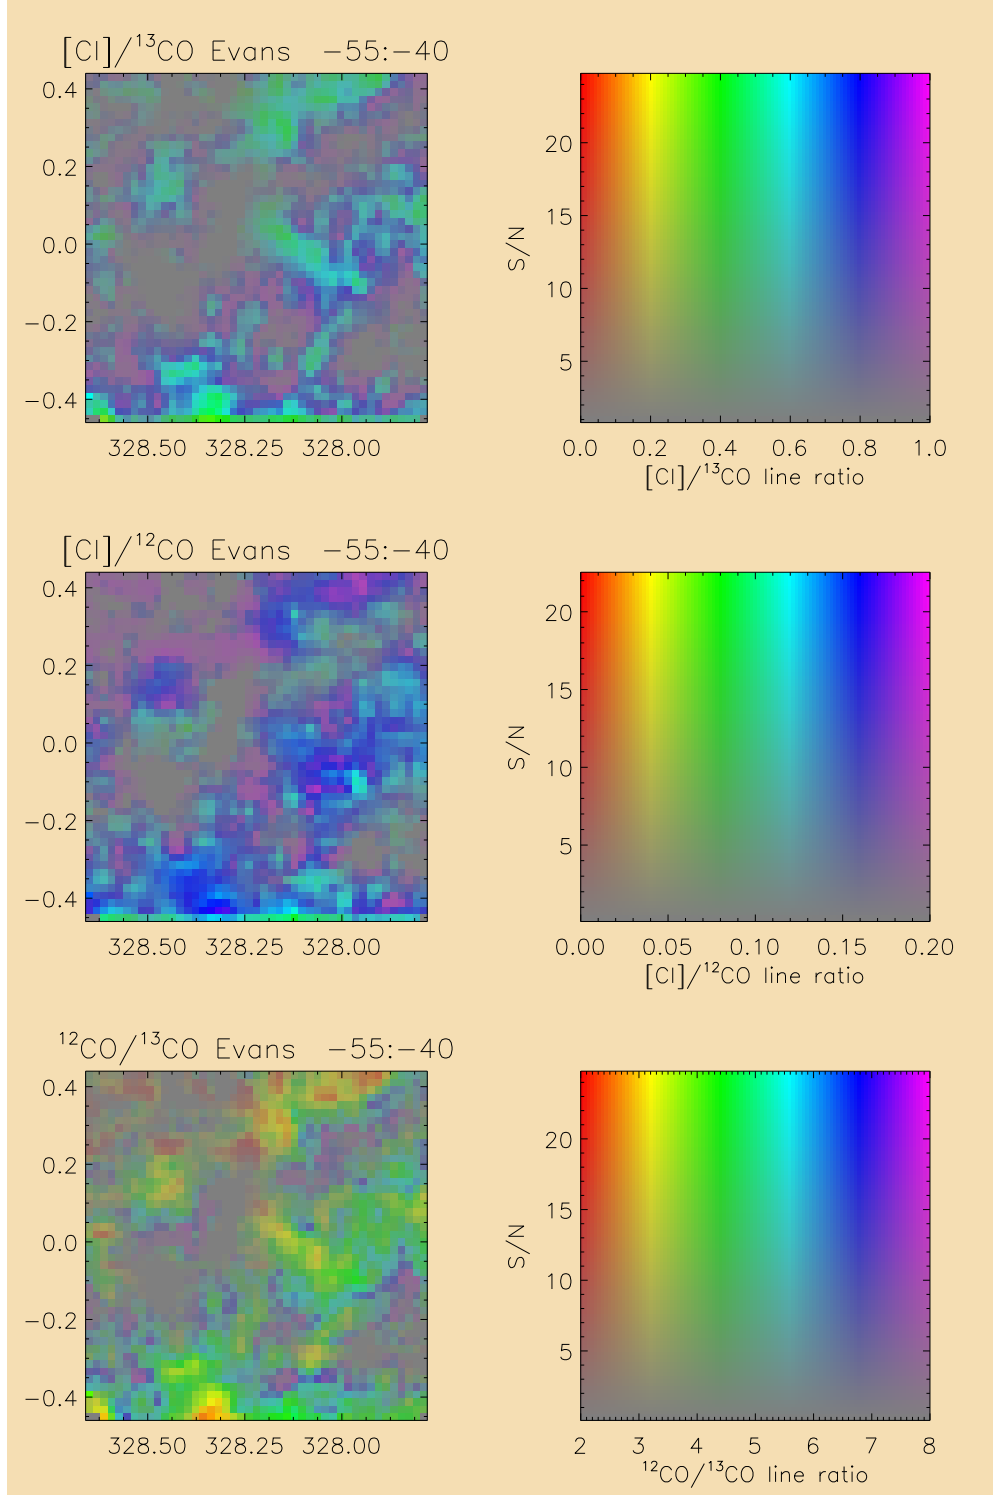 [CI]/¹³CO Evans −55:−40
0.4
0.2
0.0
−0.2
−0.4
328.50 328.25 328.00
S/N
20
15
10
5
0.0 0.2 0.4 0.6 0.8 1.0
[CI]/¹³CO line ratio
[CI]/¹²CO Evans −55:−40
0.4
0.2
0.0
−0.2
−0.4
328.50 328.25 328.00
S/N
20
15
10
5
0.00 0.05 0.10 0.15 0.20
[CI]/¹²CO line ratio
¹²CO/¹³CO Evans −55:−40
0.4
0.2
0.0
−0.2
−0.4
328.50 328.25 328.00
S/N
20
15
10
5
2 3 4 5 6 7 8
¹²CO/¹³CO line ratio